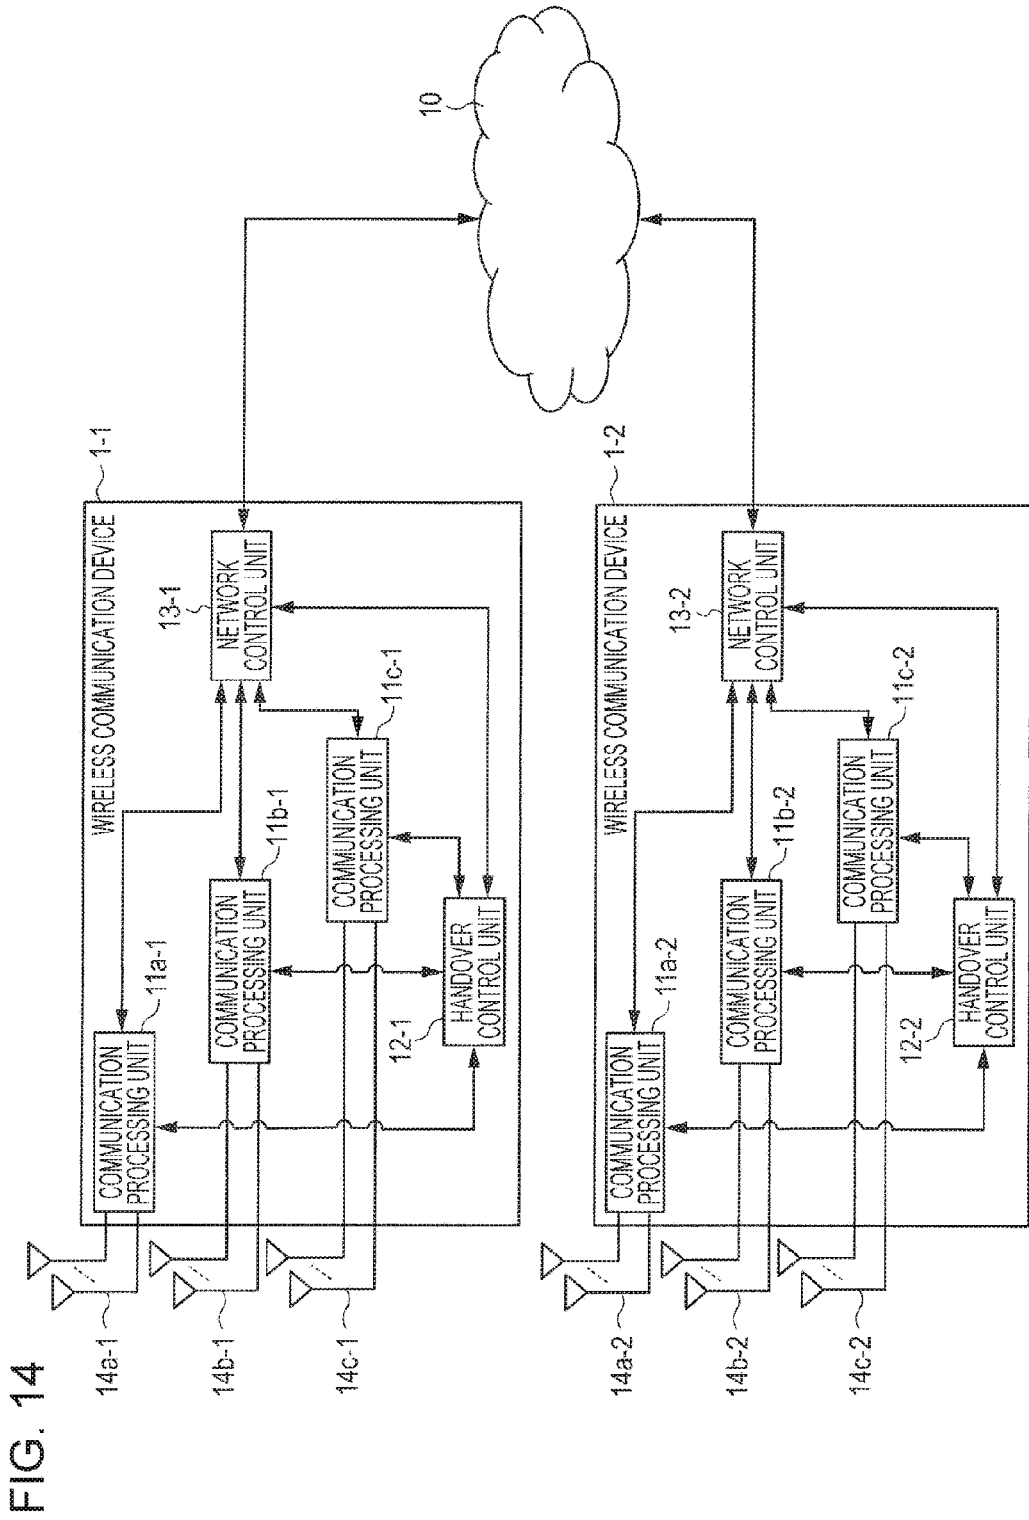 FIG. 14
WIRELESS COMMUNICATION DEVICE
1-1
14a-1
COMMUNICATION
PROCESSING UNIT
11a-1
14b-1
COMMUNICATION
PROCESSING UNIT
11b-1
13-1
NETWORK
CONTROL UNIT
14c-1
COMMUNICATION
PROCESSING UNIT
11c-1
12-1
HANDOVER
CONTROL UNIT
10
WIRELESS COMMUNICATION DEVICE
1-2
14a-2
COMMUNICATION
PROCESSING UNIT
11a-2
14b-2
COMMUNICATION
PROCESSING UNIT
11b-2
13-2
NETWORK
CONTROL UNIT
14c-2
COMMUNICATION
PROCESSING UNIT
11c-2
12-2
HANDOVER
CONTROL UNIT